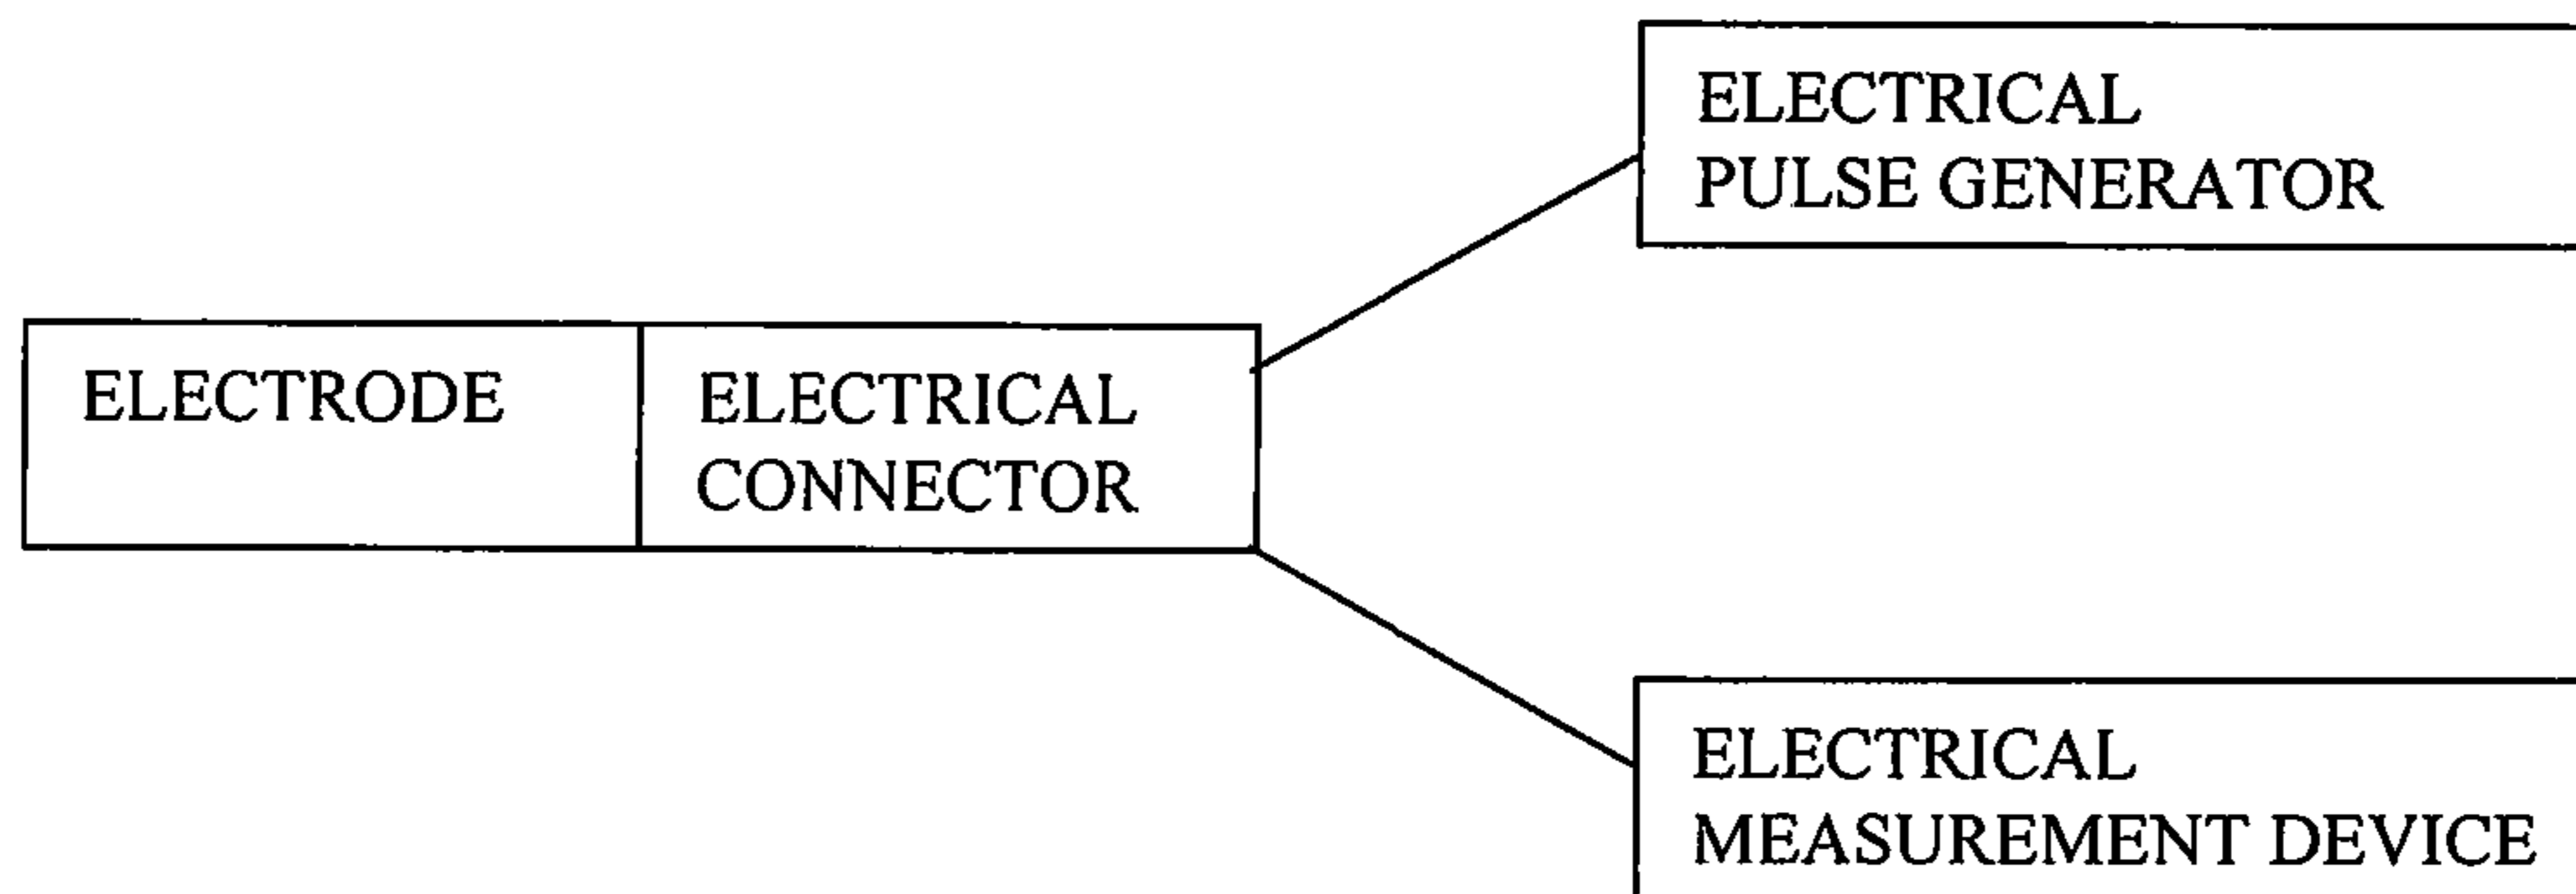 ELECTRICAL
PULSE GENERATOR
ELECTRODE
ELECTRICAL
CONNECTOR
ELECTRICAL
MEASUREMENT DEVICE